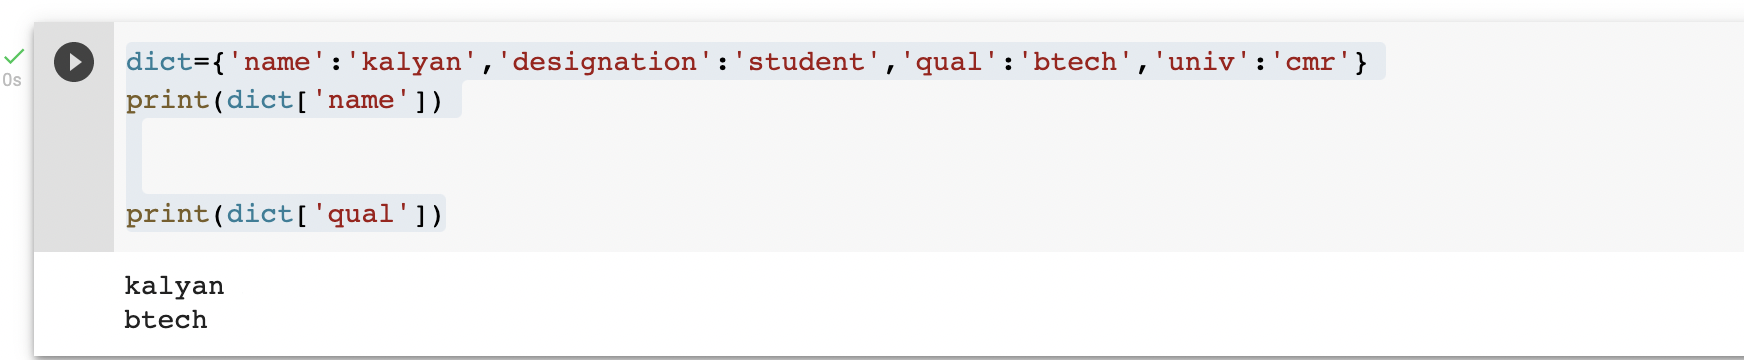 dict={'name':'kalyan','designation':'student','qual':'btech','univ':'cmr'}
0s
print(dict['name'])
print(dict['qual'])
kalyan
btech